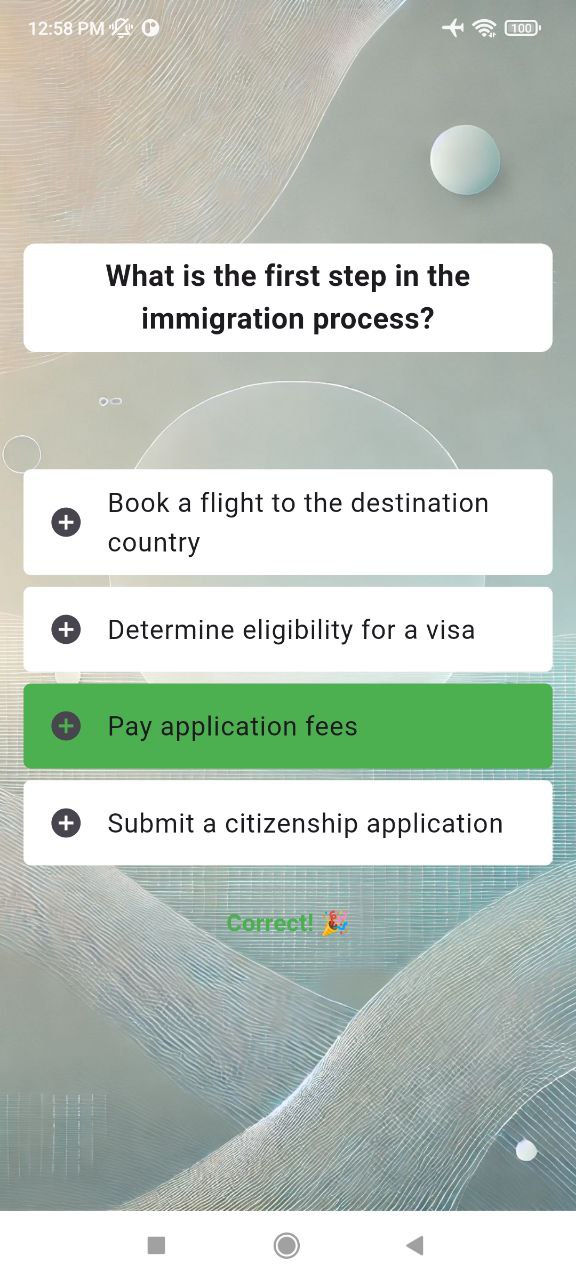 12:58 PM
100
What is the first step in the
immigration process?
Book a flight to the destination
country
Determine eligibility for a visa
Pay application fees
Submit a citizenship application
Correct! 🎉